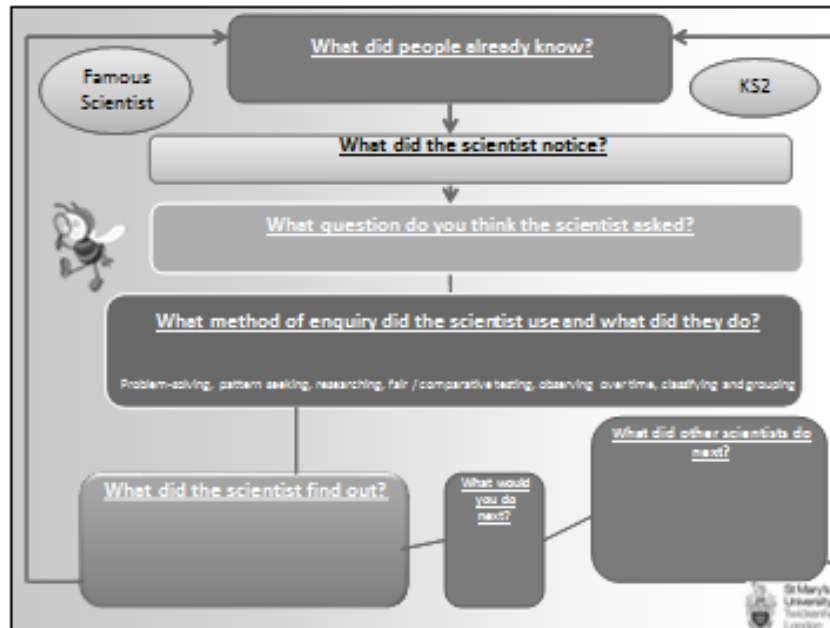 What did people already know?
Famous
Scientist
KS2
What did the scientist notice?
What question do you think the scientist asked?
What method of enquiry did the scientist use and what did they do?
Problem-solving, pattern seeking, researching, fair / comparative testing, observing over time, classifying and grouping
What did the scientist find out?
What would
you do
next?
What did other scientists do
next?
St Mary's
University
Twickenham
London